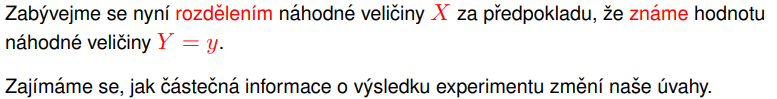 Zabývejme se nyní rozdělením náhodné veličiny X za předpokladu, že známe hodnotu
náhodné veličiny Y = y.
Zajímáme se, jak částečná informace o výsledku experimentu změní naše úvahy.